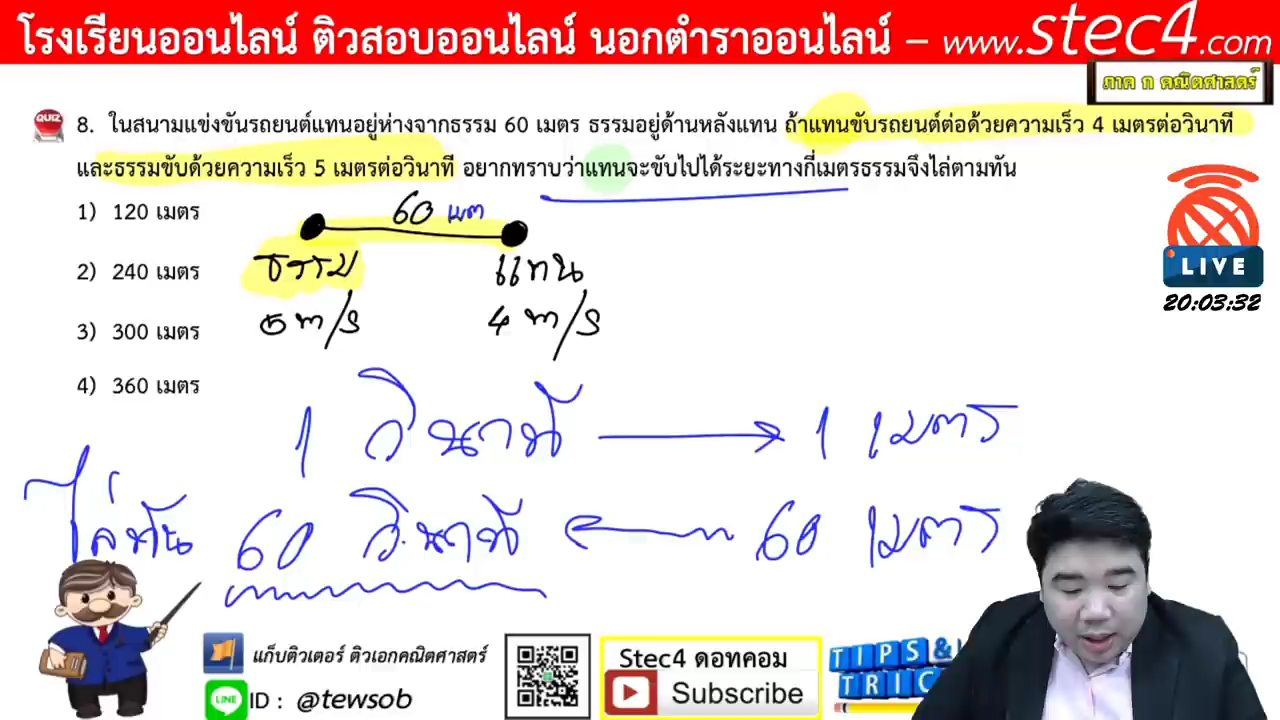 โรงเรียนออนไลน์ ติวสอบออนไลน์ นอกตำราออนไลน์ – www.stec4.com
ภาค ก คณิตศาสตร์
QUIZ
8. ในสนามแข่งขันรถยนต์แทนอยู่ห่างจากธรรม 60 เมตร ธรรมอยู่ด้านหลังแทน ถ้าแทนขับรถยนต์ต่อด้วยความเร็ว 4 เมตรต่อวินาที
และธรรมขับด้วยความเร็ว 5 เมตรต่อวินาที อยากทราบว่าแทนจะขับไปได้ระยะทางกี่เมตรธรรมจึงไล่ตามทัน
1) 120 เมตร
60 เมต
2) 240 เมตร
ธรรม แทน
5 m/s 4 m/s
3) 300 เมตร
4) 360 เมตร
LIVE
20:03:32
1 วินาที 1 เมตร
ไล่ทัน 60 วินาที 60 เมตร
แก็บติวเตอร์ ติวเอกคณิตศาสตร์
LINE ID : @tewsob
Stec4 ดอทคอม
Subscribe
TIPS &
TRIC